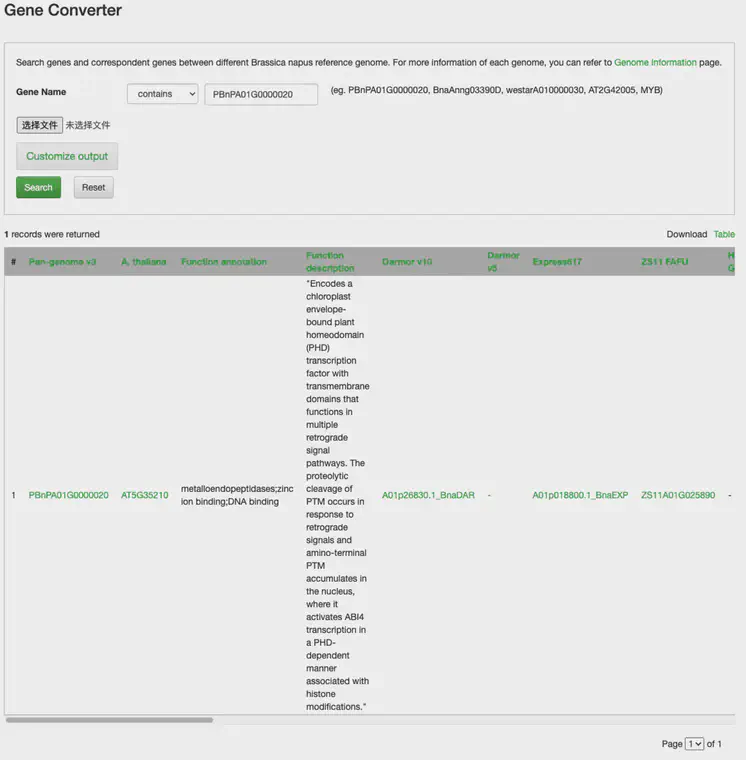 Gene Converter
Search genes and correspondent genes between different Brassica napus reference genome. For more information of each genome, you can refer to Genome Information page.
Gene Name contains PBnPA01G0000020 (eg. PBnPA01G0000020, BnaAnng03390D, westarA010000030, AT2G42005, MYB)
选择文件 未选择文件
Customize output
Search Reset
1 records were returned Download Table
# Pan-genome v3 A. thaliana Function annotation Function description Darmor v10 Darmor v5 Express617 ZS11 FAFU H G
"Encodes a
chloroplast
envelope-
bound plant
homeodomain
(PHD)
transcription
factor with
transmembrane
domains that
functions in
multiple
retrograde
signal
pathways. The
proteolytic
cleavage of
PTM occurs in
response to
retrograde
signals and
amino-terminal
PTM
accumulates in
the nucleus,
where it
activates ABI4
transcription in
a PHD-
dependent
manner
associated with
histone
modifications."
1 PBnPA01G0000020 AT5G35210 metalloendopeptidases;zinc
ion binding;DNA binding
A01p26830.1_BnaDAR - A01p018800.1_BnaEXP ZS11A01G025890 -
Page 1 of 1